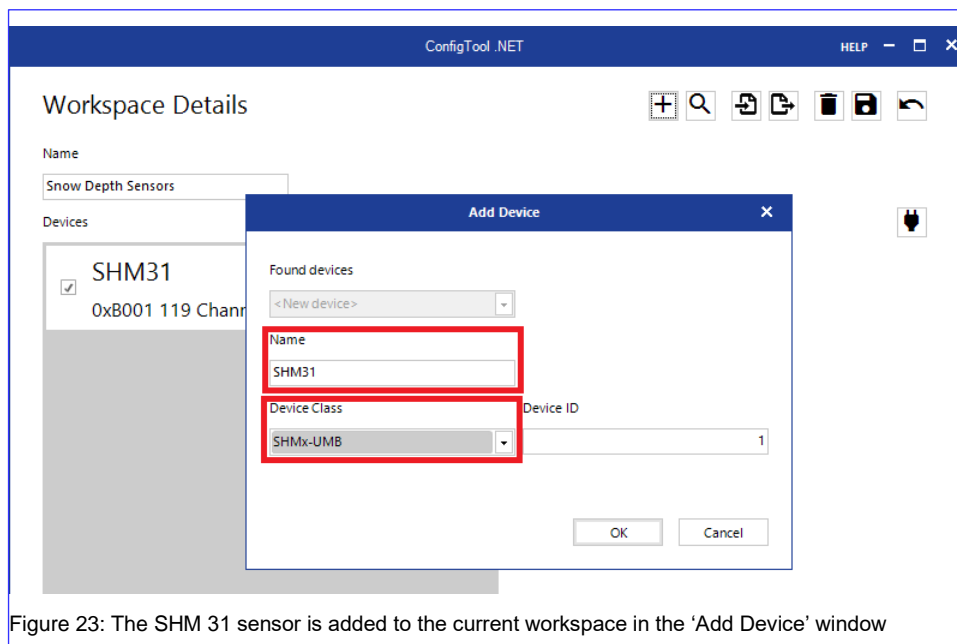 ConfigTool .NET
HELP
Workspace Details
Name
Snow Depth Sensors
Devices
SHM31
0xB001 119 Chann
Add Device
Found devices
<New device>
Name
SHM31
Device Class
Device ID
SHMx-UMB
1
OK
Cancel
Figure 23: The SHM 31 sensor is added to the current workspace in the ‘Add Device’ window